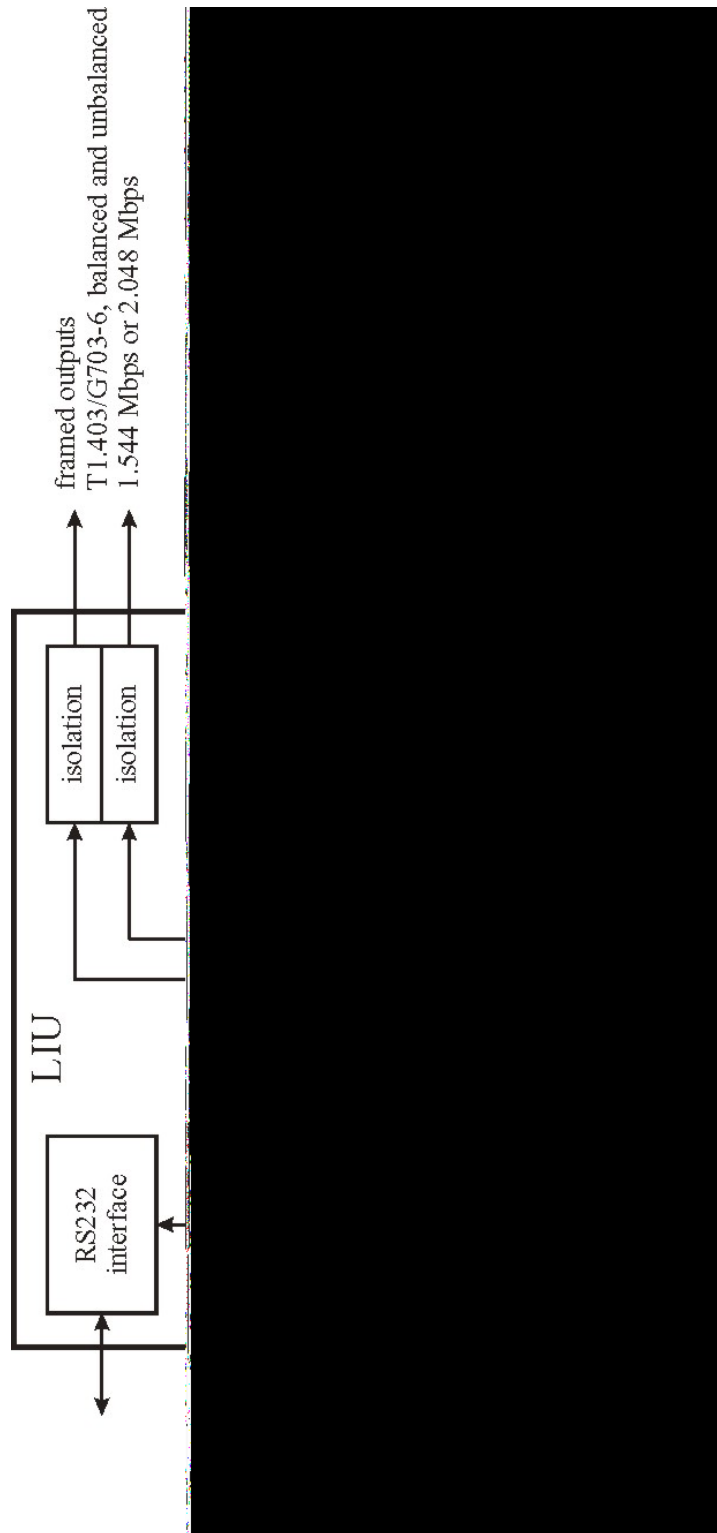 LIU
RS232
interface
isolation
isolation
framed outputs
T1.403/G703-6, balanced and unbalanced
1.544 Mbps or 2.048 Mbps